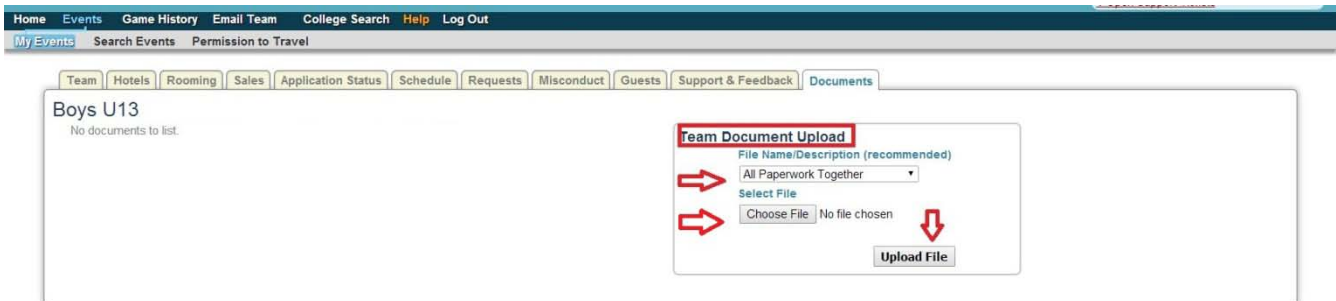 Home Events Game History Email Team College Search Help Log Out
My Events Search Events Permission to Travel
Team Hotels Rooming Sales Application Status Schedule Requests Misconduct Guests Support & Feedback Documents
Boys U13
No documents to list.
Team Document Upload
File Name/Description (recommended)
All Paperwork Together
Select File
Choose File No file chosen
Upload File